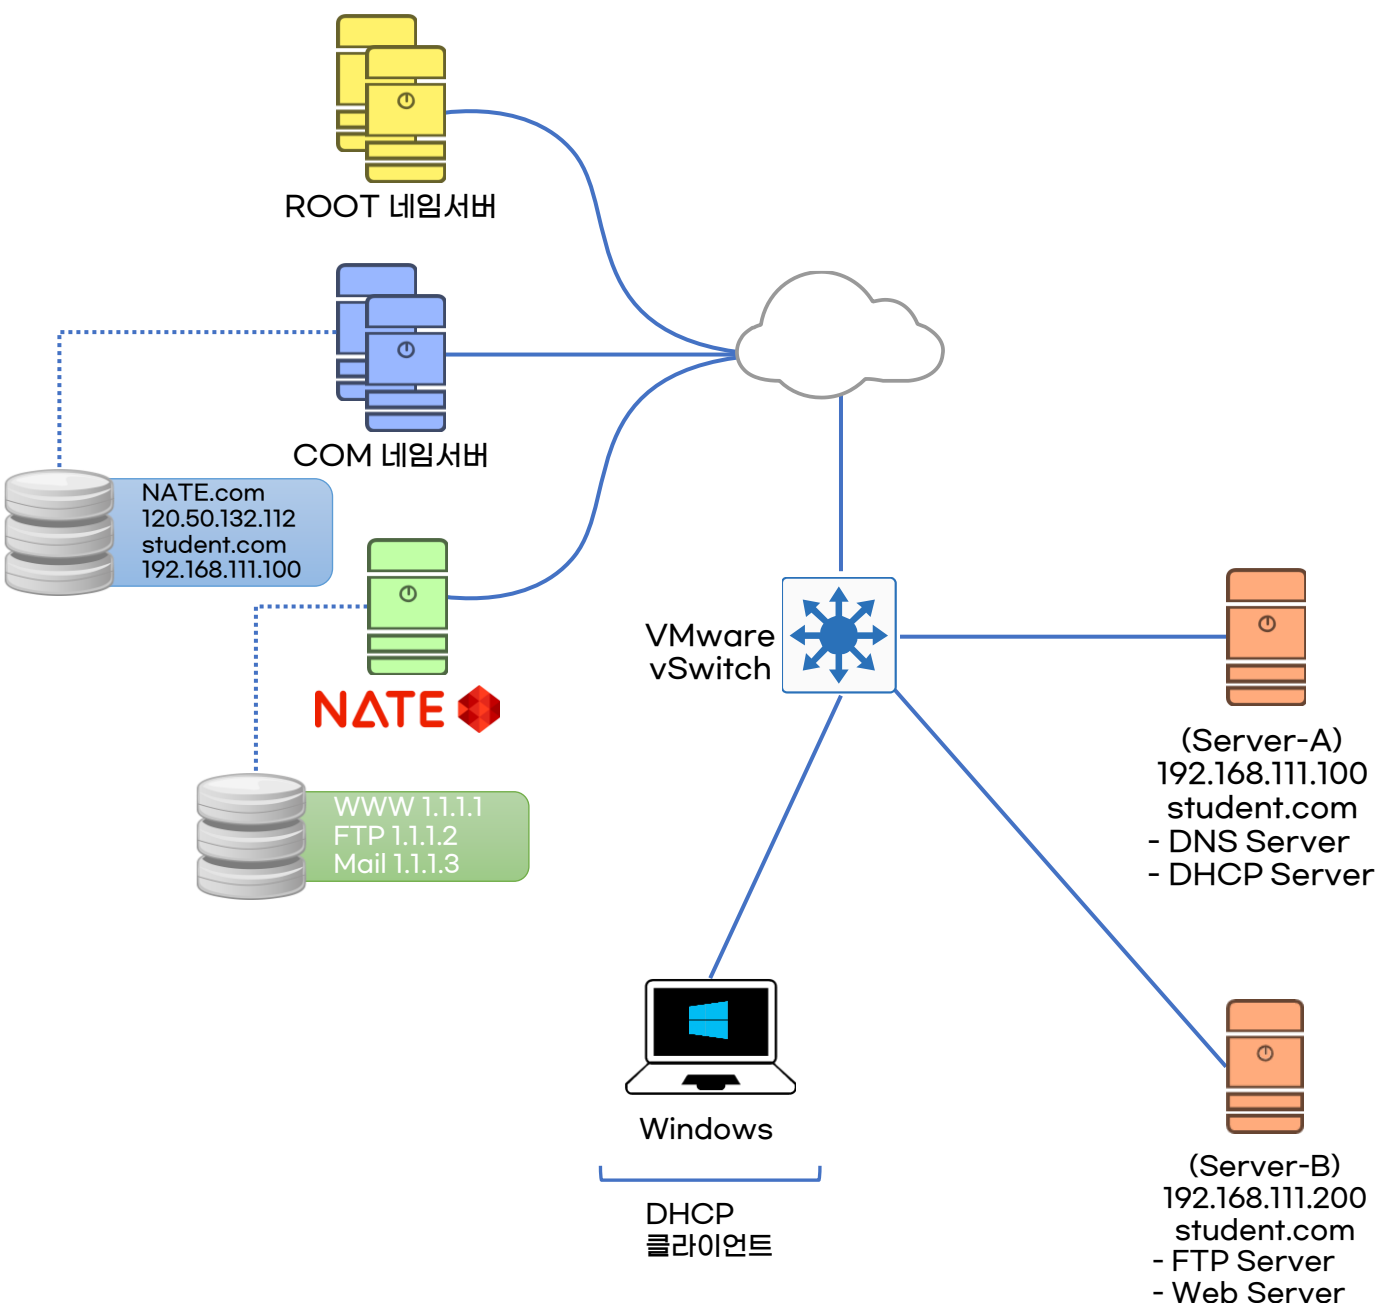 ROOT 네임서버
COM 네임서버
NATE.com
120.50.132.112
student.com
192.168.111.100
NATE
WWW 1.1.1.1
FTP 1.1.1.2
Mail 1.1.1.3
VMware
vSwitch
(Server-A)
192.168.111.100
student.com
- DNS Server
- DHCP Server
Windows
DHCP
클라이언트
(Server-B)
192.168.111.200
student.com
- FTP Server
- Web Server